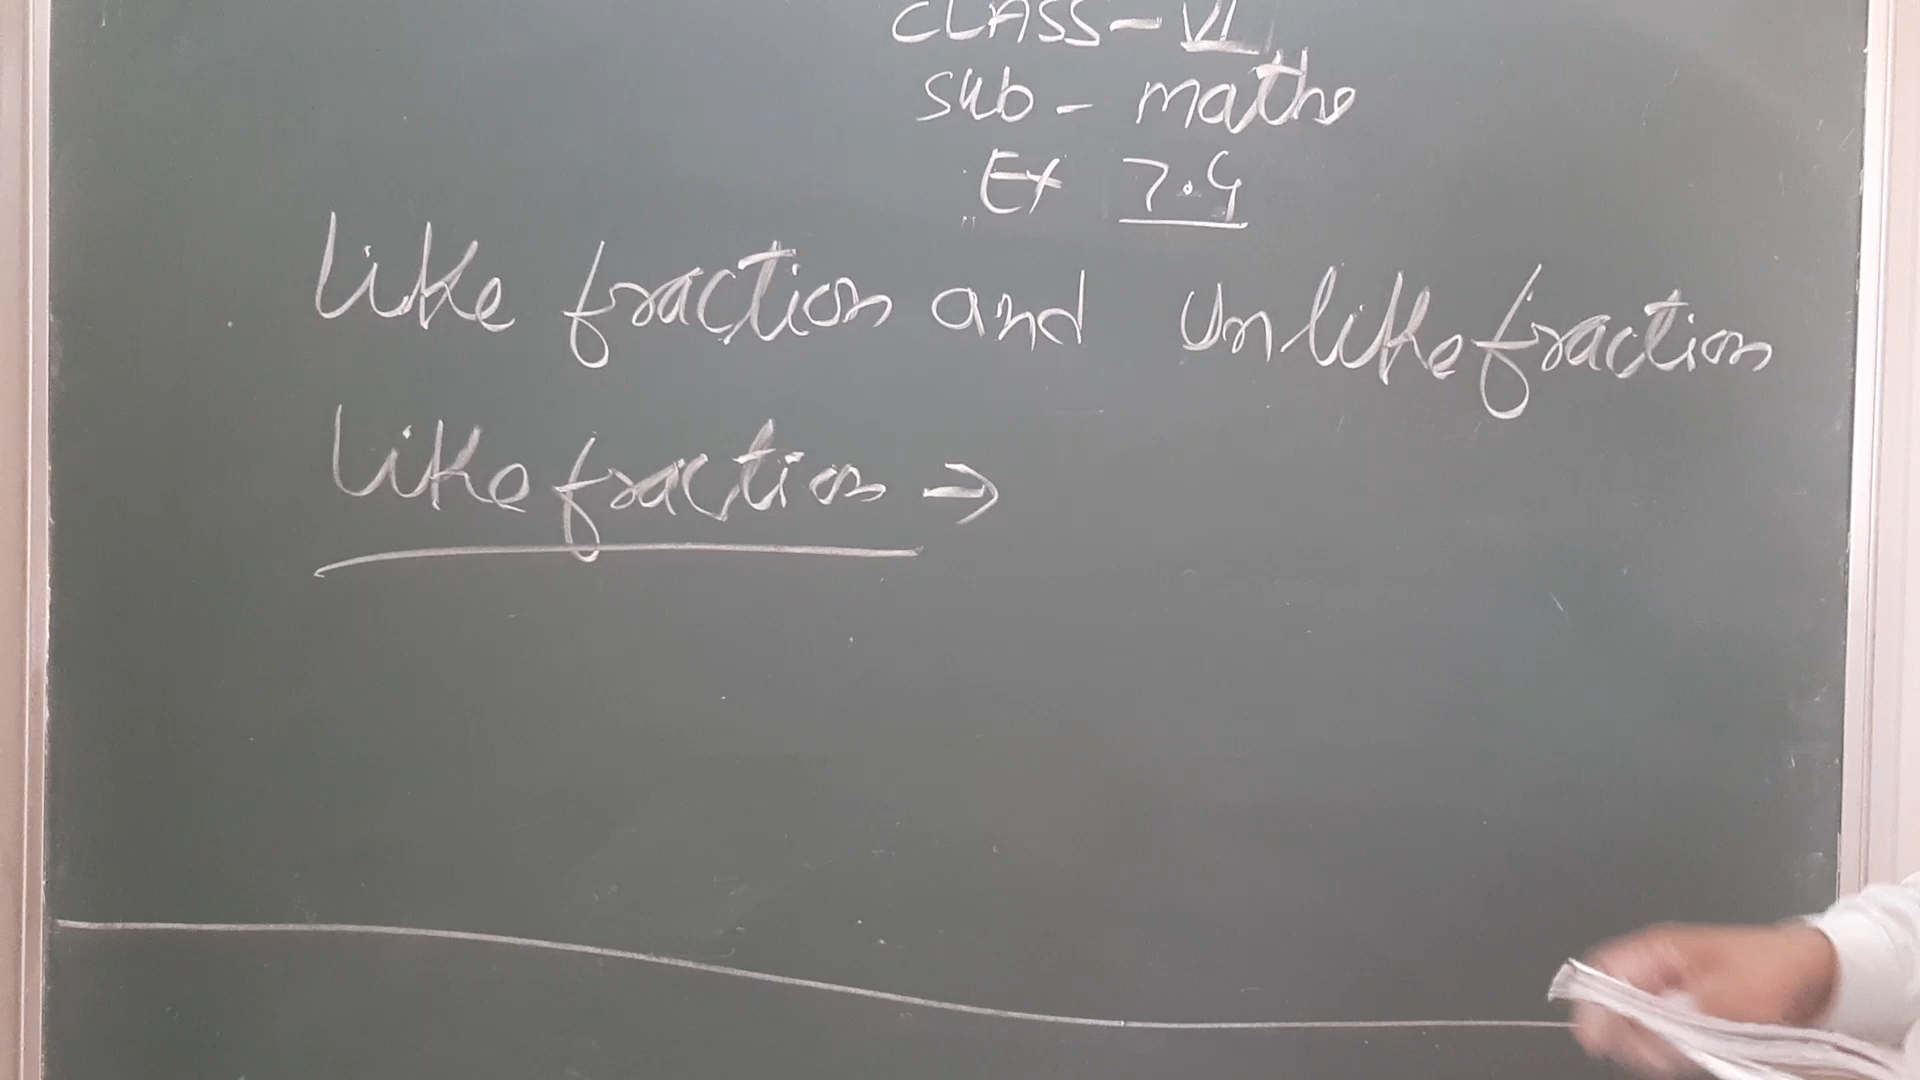 CLASS - VI
Sub - maths
Ex 7.4
Like fraction and Unlike fraction
Like fraction →